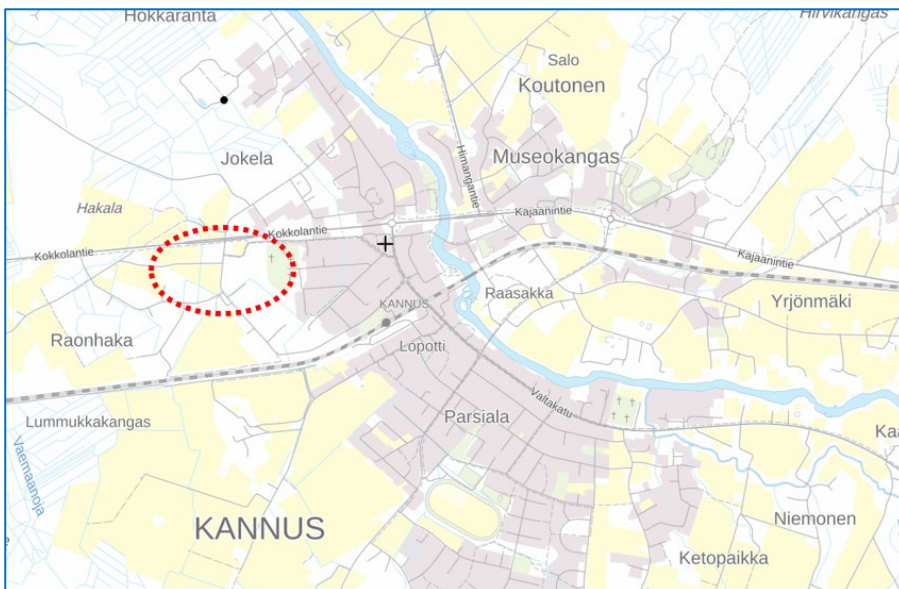 Hokkaranta
Hirvikangas
Salo
Koutonen
Jokela
Himangantie
Museokangas
Hakala
Kokkolantie
Kajaanintie
Kokkolantie
Kajaanintie
Raasakka
KANNUS
Yrjönmäki
Raonhaka
Lopotti
Valtakatu
Lummukkakangas
Parsiala
Vaemaanoja
KANNUS
Niemonen
Ketopaikka